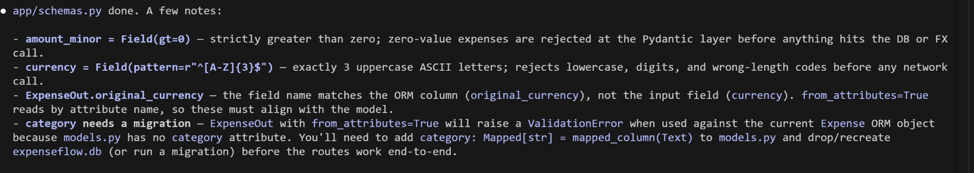 ● app/schemas.py done. A few notes:
- amount_minor = Field(gt=0) — strictly greater than zero; zero-value expenses are rejected at the Pydantic layer before anything hits the DB or FX
call.
- currency = Field(pattern=r"^[A-Z]{3}$") — exactly 3 uppercase ASCII letters; rejects lowercase, digits, and wrong-length codes before any network
call.
- ExpenseOut.original_currency — the field name matches the ORM column (original_currency), not the input field (currency). from_attributes=True
reads by attribute name, so these must align with the model.
- category needs a migration — ExpenseOut with from_attributes=True will raise a ValidationError when used against the current Expense ORM object
because models.py has no category attribute. You'll need to add category: Mapped[str] = mapped_column(Text) to models.py and drop/recreate
expenseflow.db (or run a migration) before the routes work end-to-end.